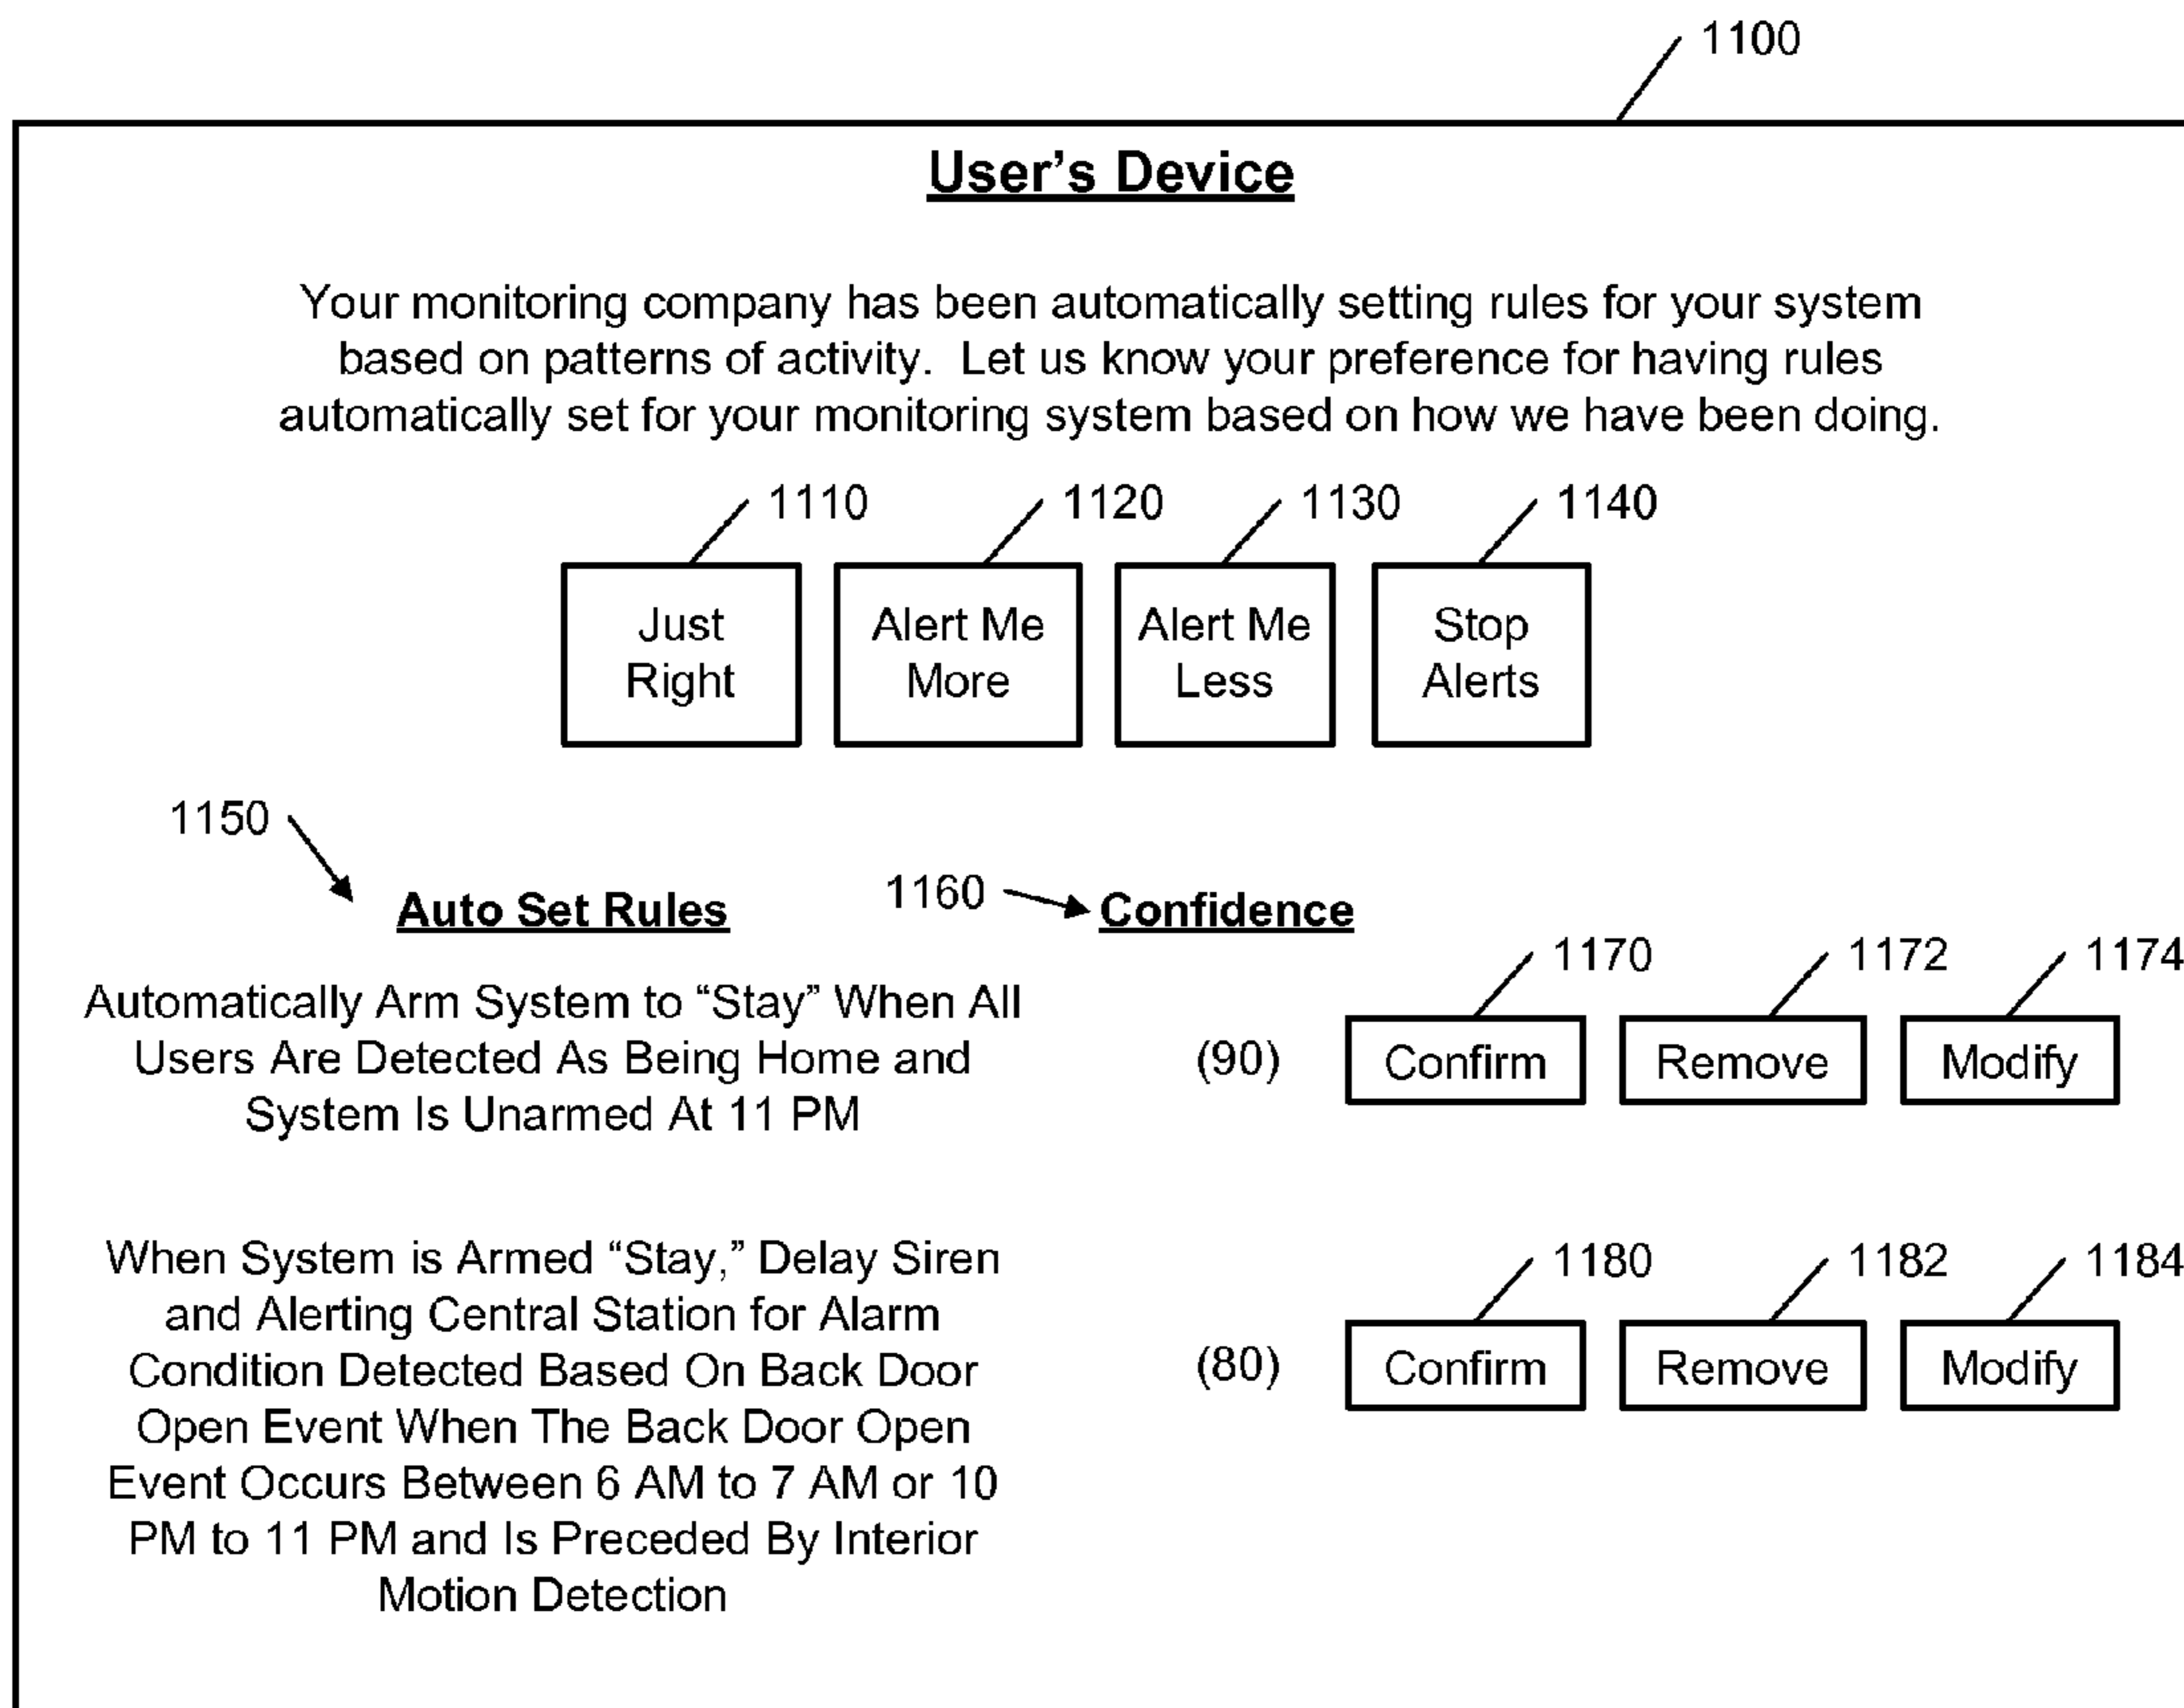 1100
User's Device
Your monitoring company has been automatically setting rules for your system
based on patterns of activity.  Let us know your preference for having rules
automatically set for your monitoring system based on how we have been doing.
1110 1120 1130 1140
Just Right
Alert Me More
Alert Me Less
Stop Alerts
1150
Auto Set Rules
1160
Confidence
1170 1172 1174
Automatically Arm System to “Stay” When All
Users Are Detected As Being Home and
System Is Unarmed At 11 PM
(90) Confirm Remove Modify
1180 1182 1184
When System is Armed “Stay,” Delay Siren
and Alerting Central Station for Alarm
Condition Detected Based On Back Door
Open Event When The Back Door Open
Event Occurs Between 6 AM to 7 AM or 10
PM to 11 PM and Is Preceded By Interior
Motion Detection
(80) Confirm Remove Modify